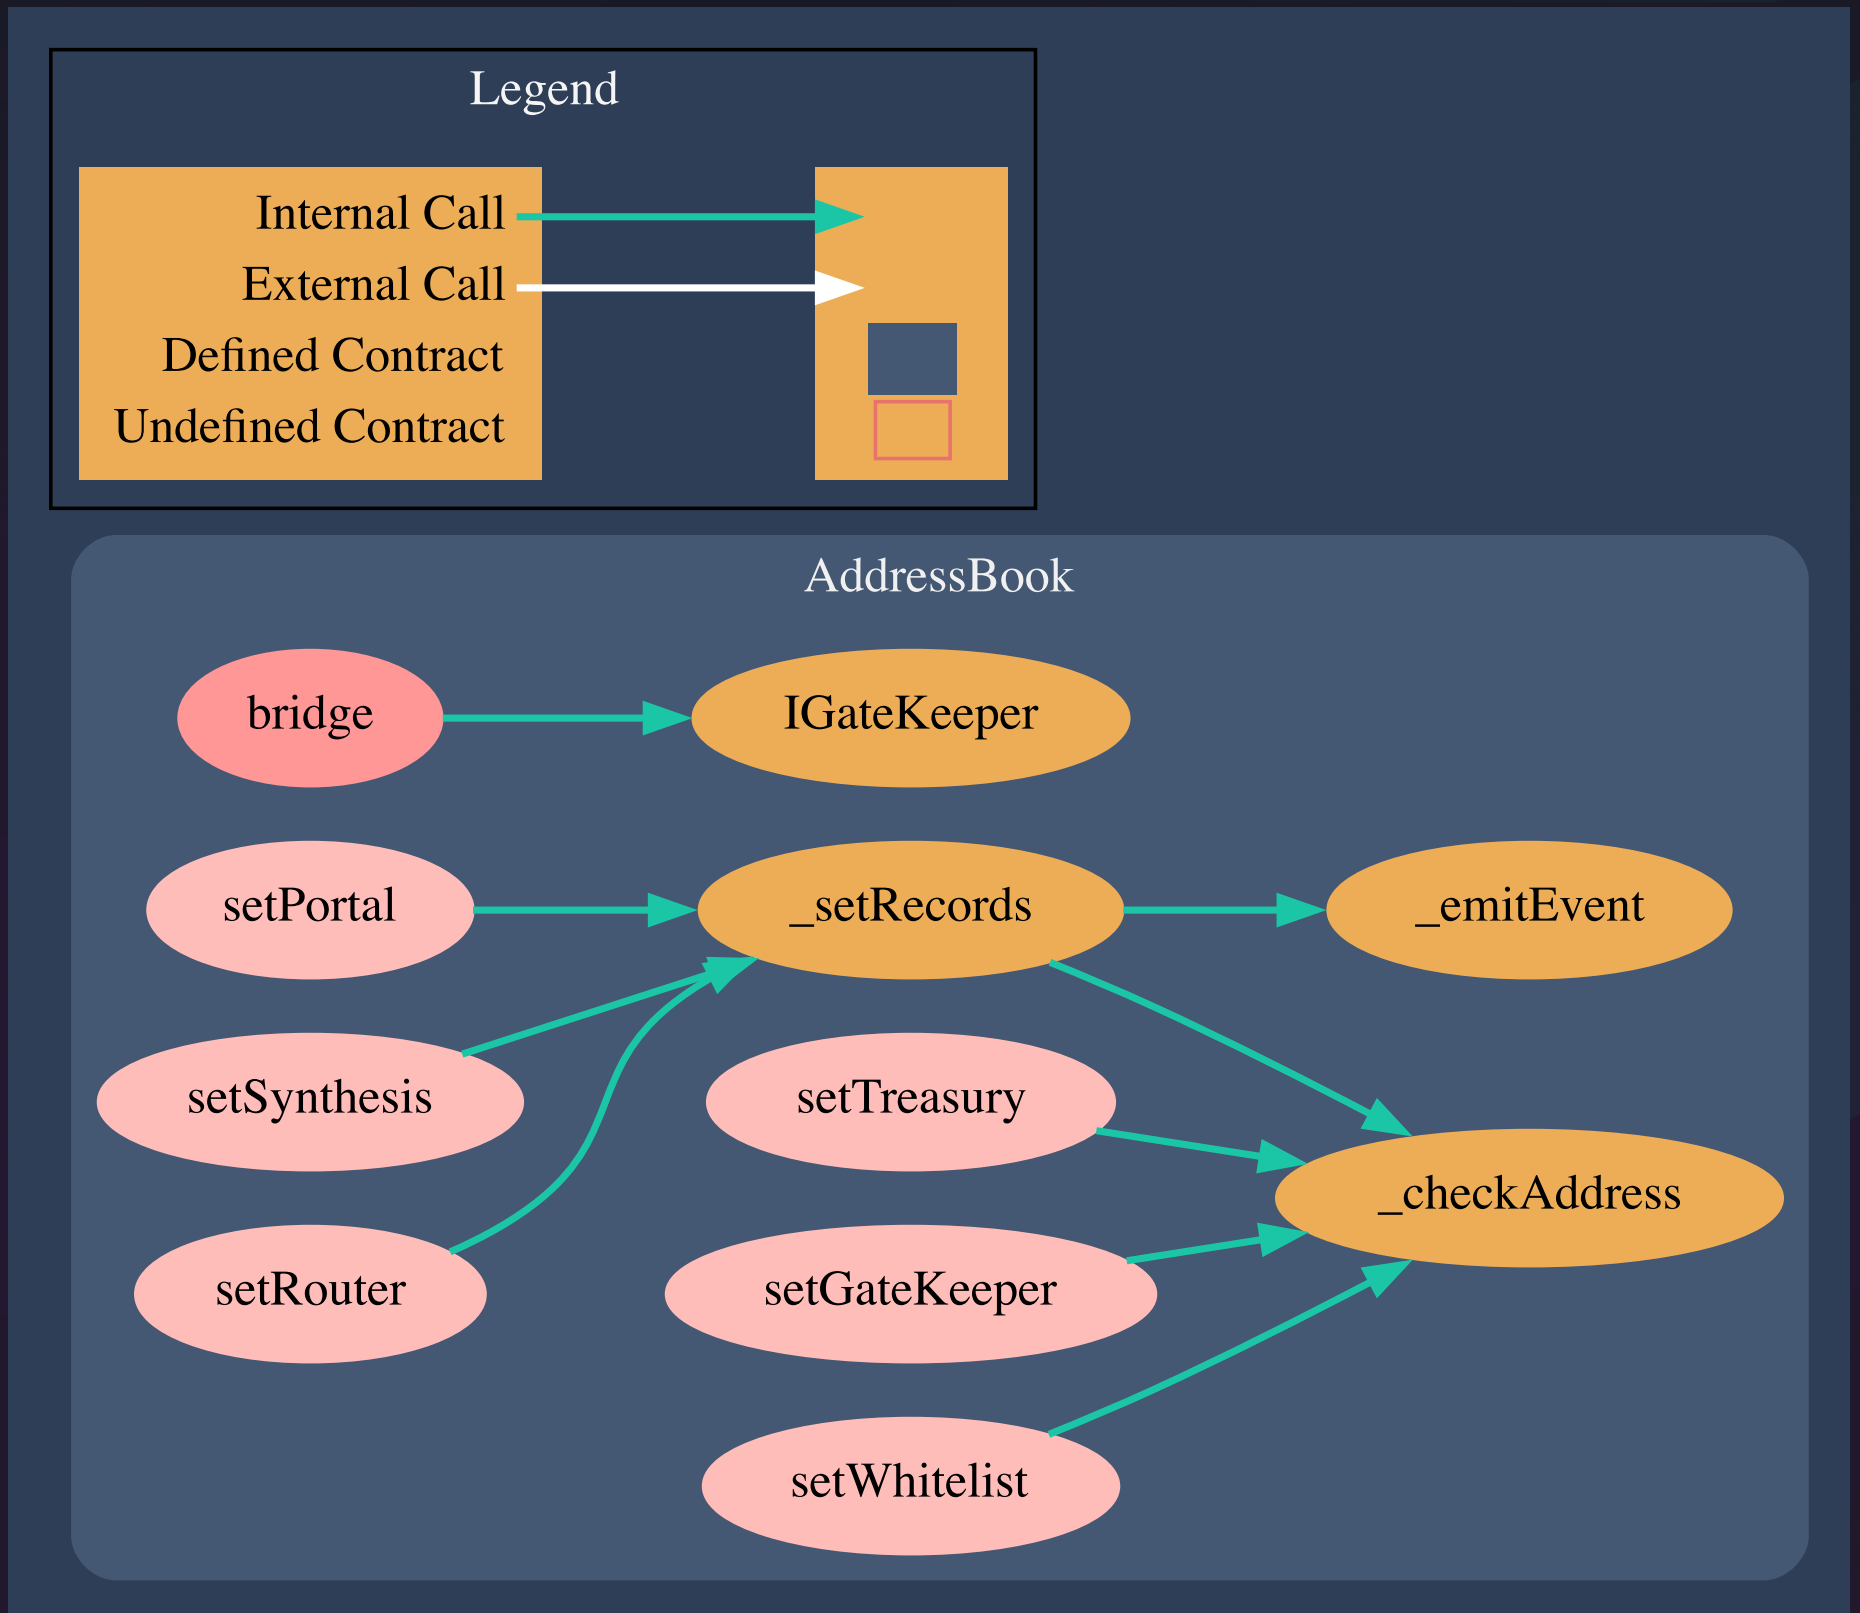 Legend
Internal Call
External Call
Defined Contract
Undefined Contract
AddressBook
bridge
IGateKeeper
setPortal
_setRecords
_emitEvent
setSynthesis
setTreasury
_checkAddress
setRouter
setGateKeeper
setWhitelist